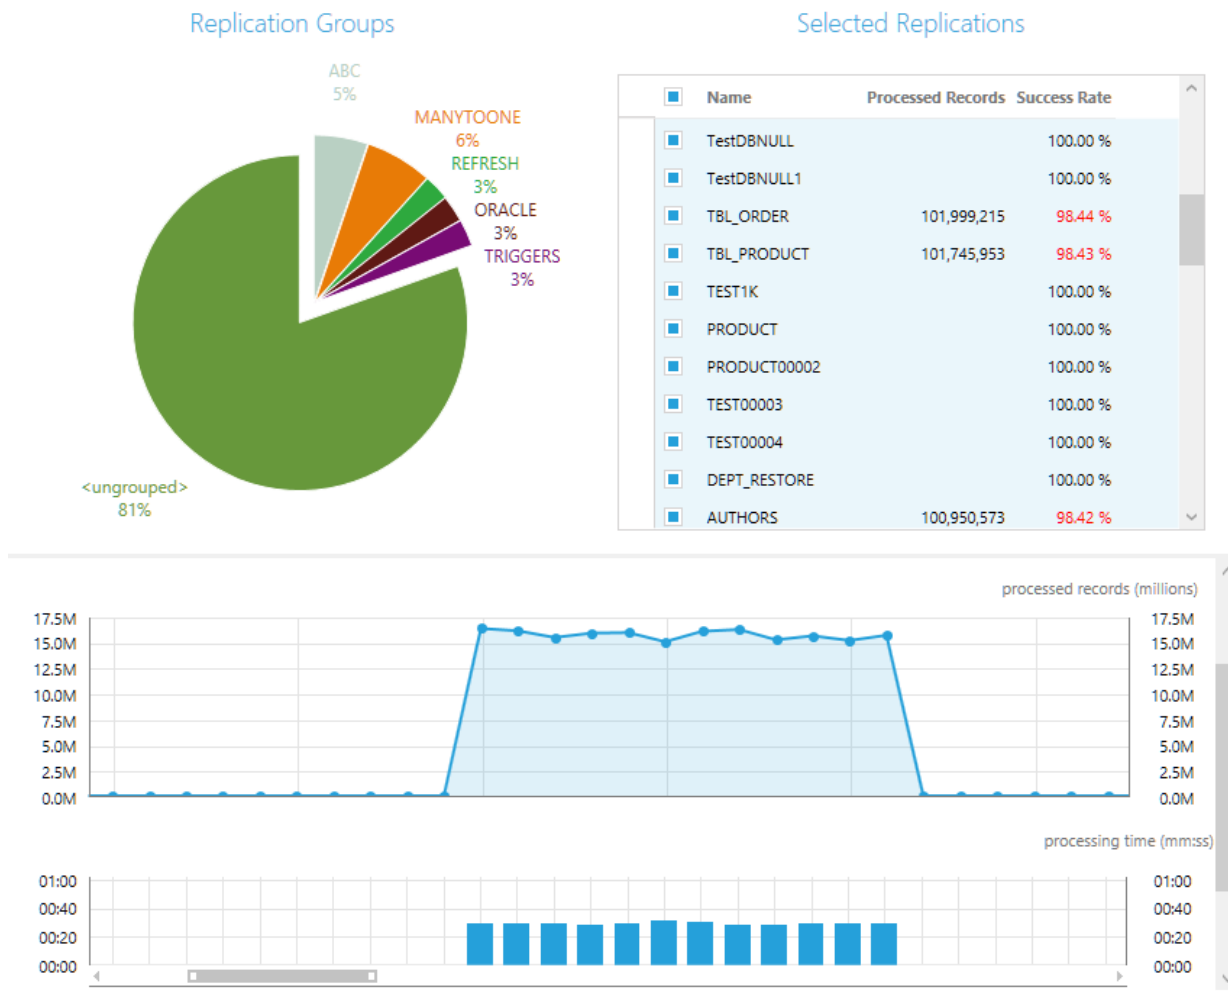 Replication Groups
ABC
5%
MANYTOONE
6%
REFRESH
3%
ORACLE
3%
TRIGGERS
3%
<ungrouped>
81%
Selected Replications
Name Processed Records Success Rate
TestDBNULL 100.00 %
TestDBNULL1 100.00 %
TBL_ORDER 101,999,215 98.44 %
TBL_PRODUCT 101,745,953 98.43 %
TEST1K 100.00 %
PRODUCT 100.00 %
PRODUCT00002 100.00 %
TEST00003 100.00 %
TEST00004 100.00 %
DEPT_RESTORE 100.00 %
AUTHORS 100,950,573 98.42 %
processed records (millions)
17.5M 17.5M
15.0M 15.0M
12.5M 12.5M
10.0M 10.0M
7.5M 7.5M
5.0M 5.0M
2.5M 2.5M
0.0M 0.0M
processing time (mm:ss)
01:00 01:00
00:40 00:40
00:20 00:20
00:00 00:00